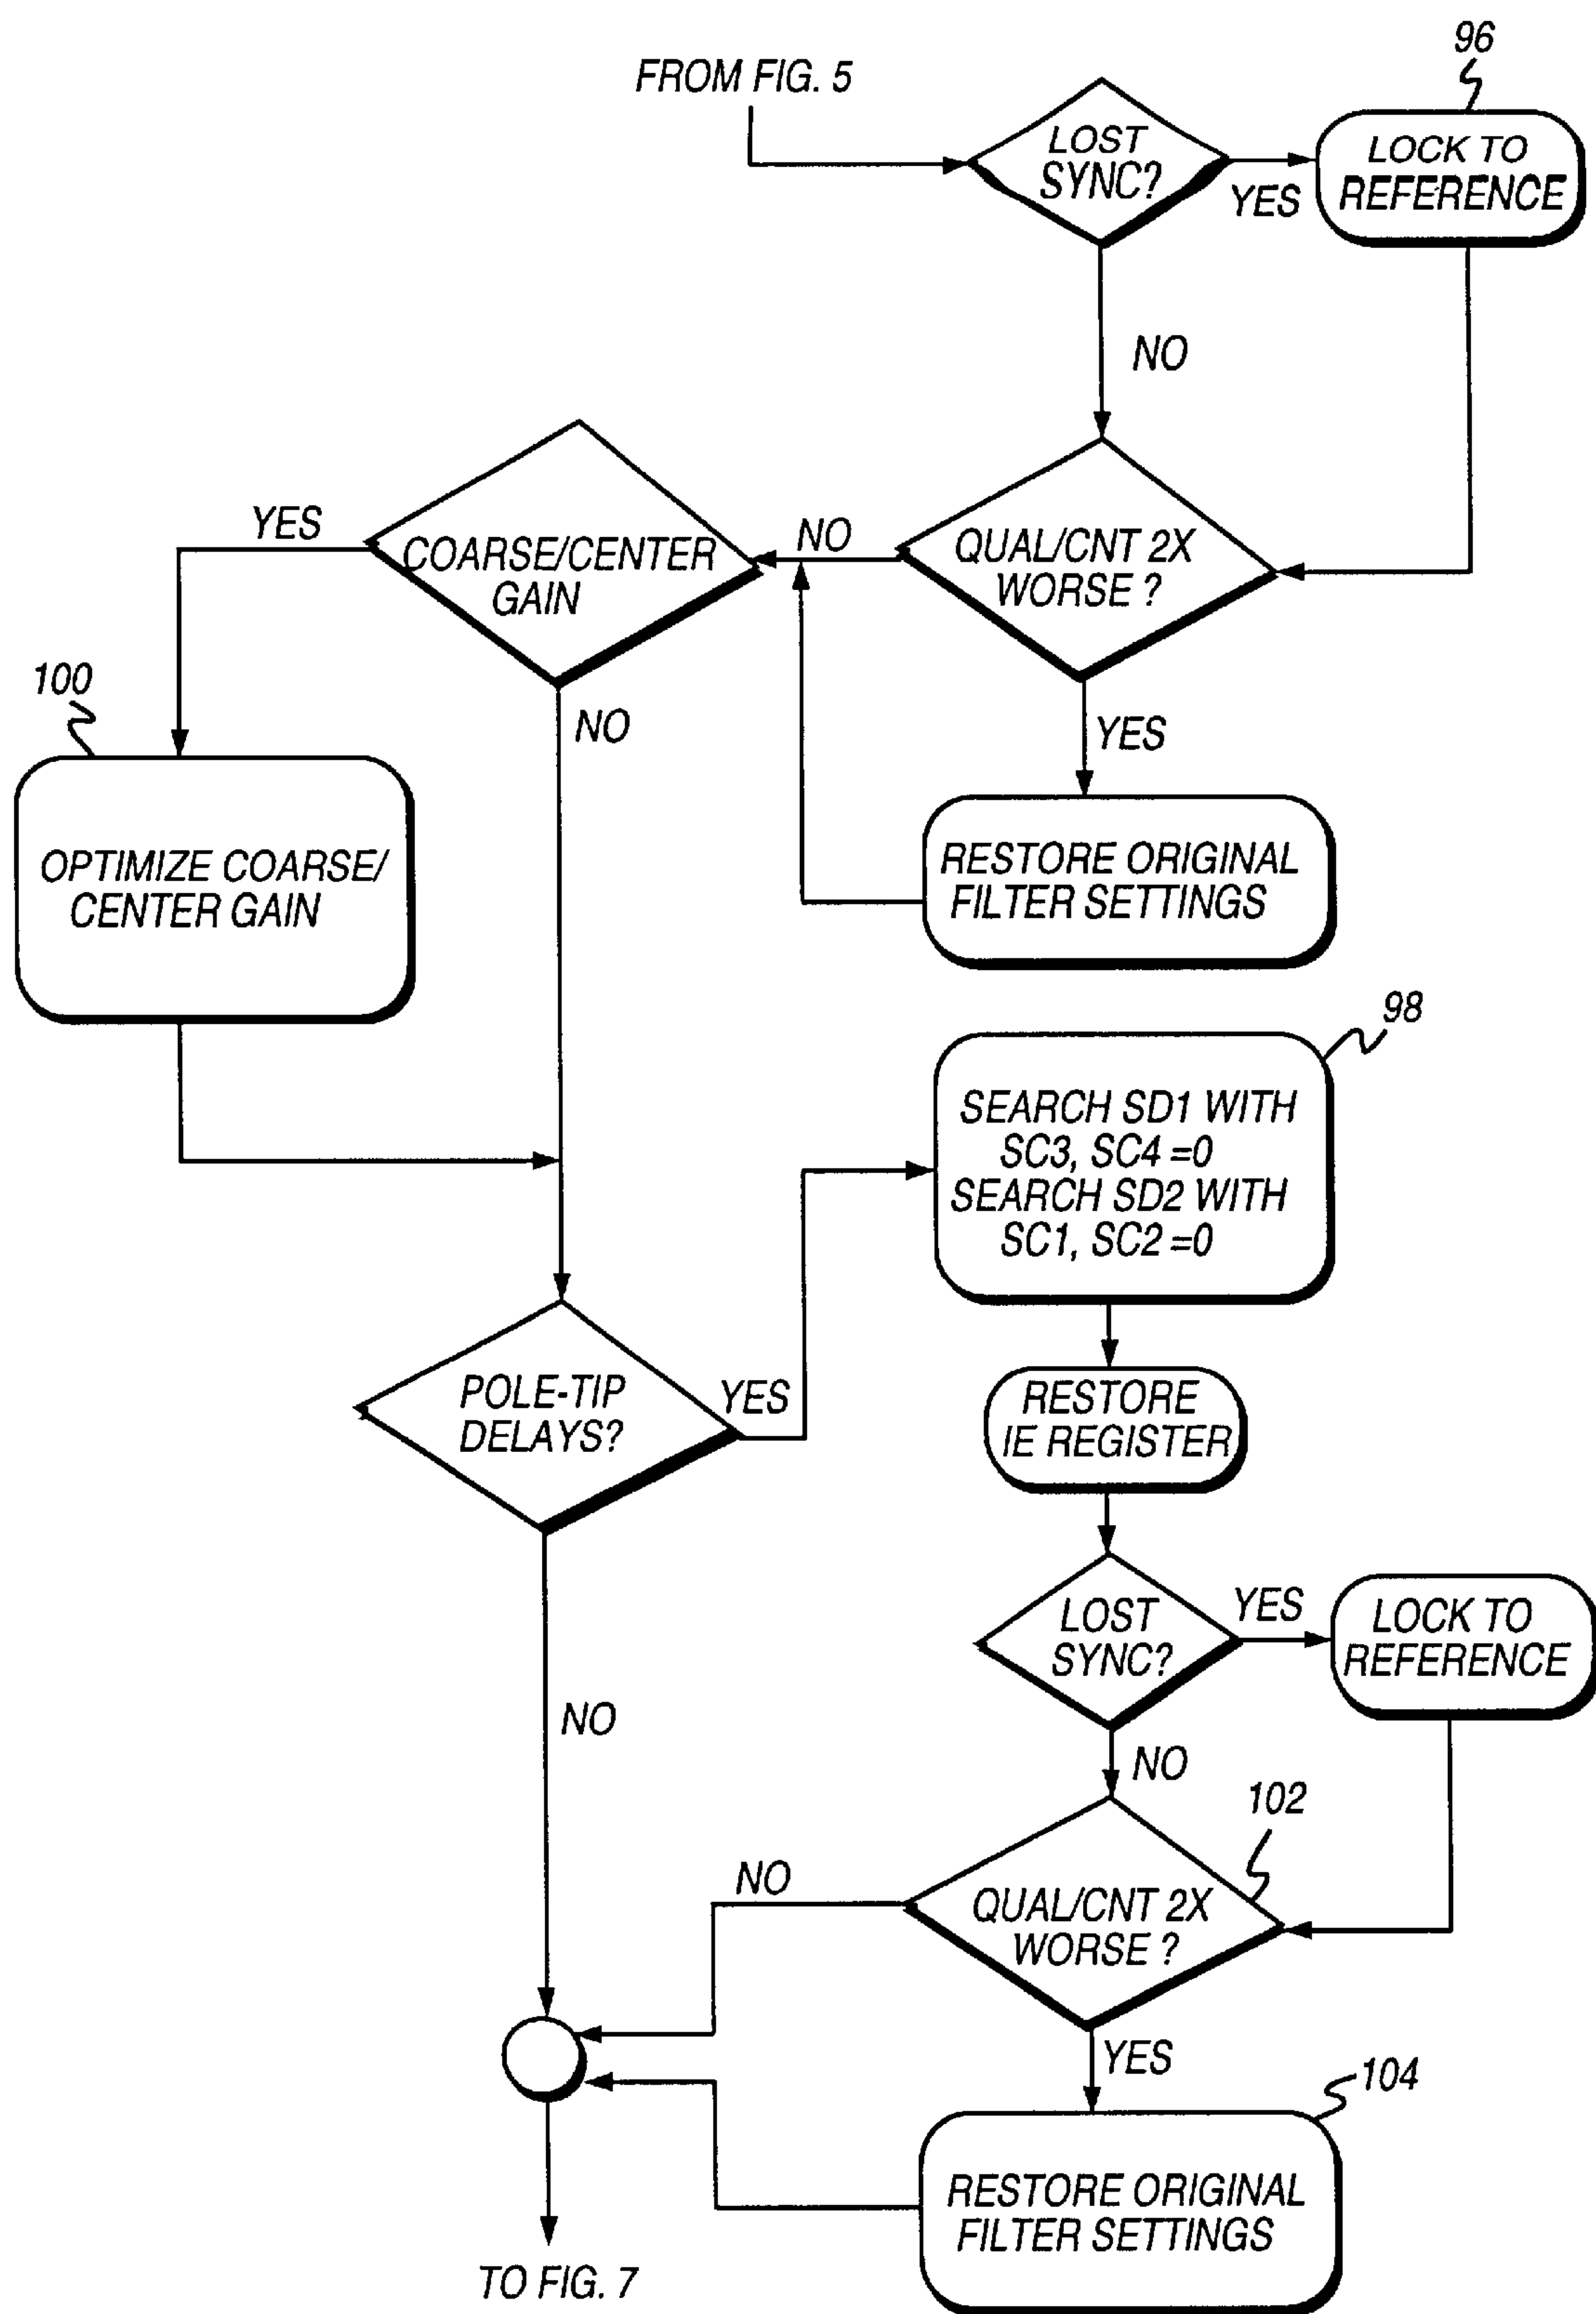 FROM FIG. 5
96
LOST
SYNC?
YES
LOCK TO
REFERENCE
NO
YES
COARSE/CENTER
GAIN
NO
QUAL/CNT 2X
WORSE ?
100
NO
YES
OPTIMIZE COARSE/
CENTER GAIN
RESTORE ORIGINAL
FILTER SETTINGS
98
SEARCH SD1 WITH
SC3, SC4 =0
SEARCH SD2 WITH
SC1, SC2 =0
POLE-TIP
DELAYS?
YES
RESTORE
IE REGISTER
LOST
SYNC?
YES
LOCK TO
REFERENCE
NO
NO
102
NO
QUAL/CNT 2X
WORSE ?
YES
104
RESTORE ORIGINAL
FILTER SETTINGS
TO FIG. 7